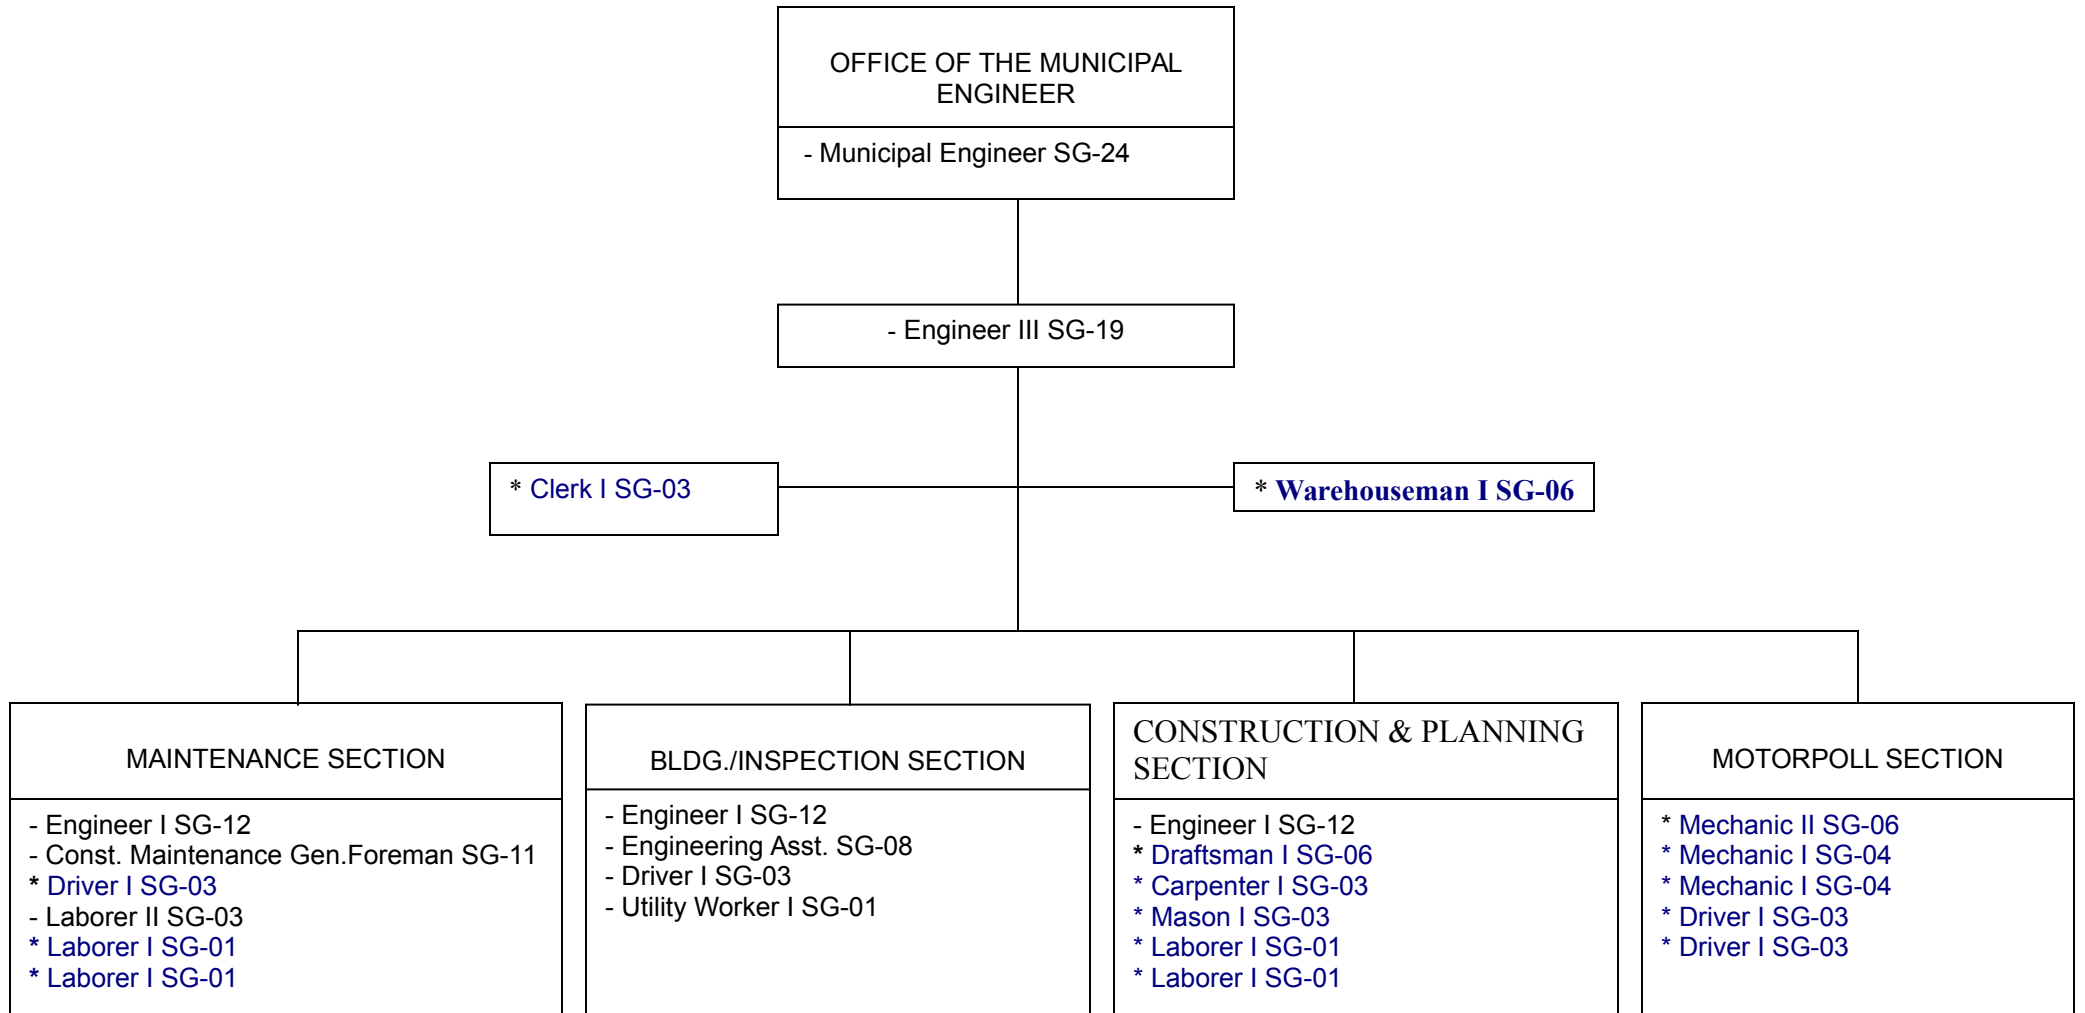 OFFICE OF THE MUNICIPAL
ENGINEER
- Municipal Engineer SG-24
- Engineer III SG-19
* Clerk I SG-03
* Warehouseman I SG-06
MAINTENANCE SECTION
- Engineer I SG-12
- Const. Maintenance Gen.Foreman SG-11
* Driver I SG-03
- Laborer II SG-03
* Laborer I SG-01
* Laborer I SG-01
BLDG./INSPECTION SECTION
- Engineer I SG-12
- Engineering Asst. SG-08
- Driver I SG-03
- Utility Worker I SG-01
CONSTRUCTION & PLANNING
SECTION
- Engineer I SG-12
* Draftsman I SG-06
* Carpenter I SG-03
* Mason I SG-03
* Laborer I SG-01
* Laborer I SG-01
MOTORPOLL SECTION
* Mechanic II SG-06
* Mechanic I SG-04
* Mechanic I SG-04
* Driver I SG-03
* Driver I SG-03